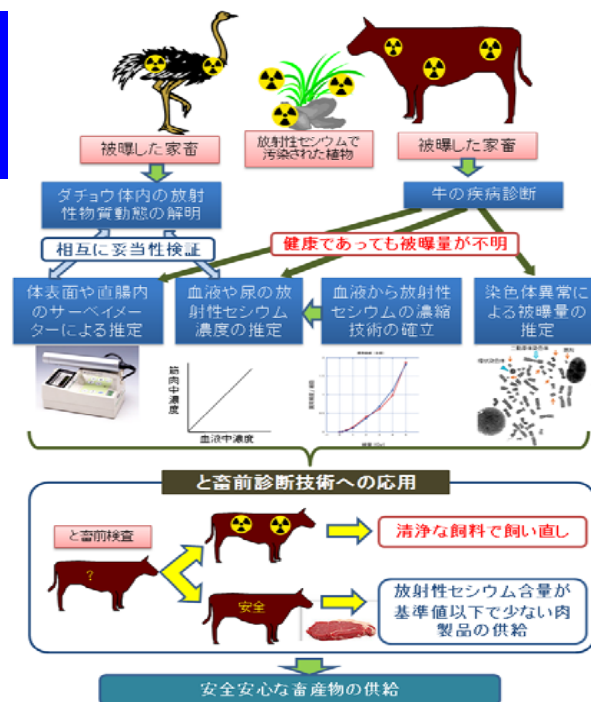 被曝した家畜
放射性セシウムで
汚染された植物
被曝した家畜
ダチョウ体内の放射
性物質動態の解明
牛の疾病診断
相互に妥当性検証
健康であっても被曝量が不明
体表面や直腸内
のサーベイメー
ターによる推定
血液や尿の放
射性セシウム
濃度の推定
血液から放射性
セシウムの濃縮
技術の確立
染色体異常に
よる被曝量の
推定
筋肉中濃度
血液中濃度
と畜前診断技術への応用
と畜前検査
?
清浄な飼料で飼い直し
安全
放射性セシウム含量が
基準値以下で少ない肉
製品の供給
安全安心な畜産物の供給